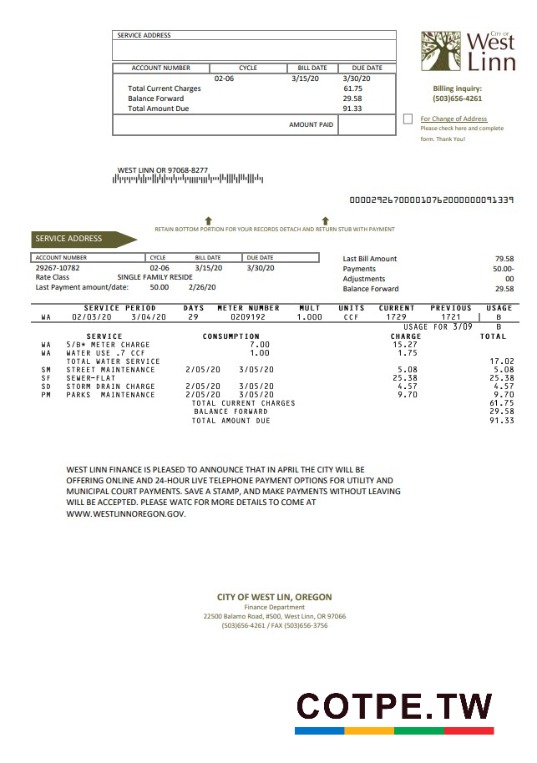 SERVICE ADDRESS
CITY OF
West
Linn
ACCOUNT NUMBER CYCLE BILL DATE DUE DATE
02-06 3/15/20 3/30/20
Total Current Charges 61.75
Balance Forward 29.58
Total Amount Due 91.33
AMOUNT PAID
Billing inquiry:
(503)656-4261
For Change of Address
Please check here and complete
form. Thank You!
WEST LINN OR 97068-8277
00002926700001076200000000091339
RETAIN BOTTOM PORTION FOR YOUR RECORDS DETACH AND RETURN STUB WITH PAYMENT
SERVICE ADDRESS
ACCOUNT NUMBER CYCLE BILL DATE DUE DATE
29267-10782 02-06 3/15/20 3/30/20
Rate Class SINGLE FAMILY RESIDE
Last Payment amount/date: 50.00 2/26/20
Last Bill Amount 79.58
Payments 50.00-
Adjustments 00
Balance Forward 29.58
SERVICE PERIOD DAYS METER NUMBER MULT UNITS CURRENT PREVIOUS USAGE
WA 02/03/20 3/04/20 29 0209192 1.000 CCF 1729 1721 8
USAGE FOR 3/09 8
SERVICE CONSUMPTION CHARGE TOTAL
WA 5/8* METER CHARGE 7.00 15.27
WA WATER USE .7 CCF 1.00 1.75
TOTAL WATER SERVICE 17.02
SM STREET MAINTENANCE 2/05/20 3/05/20 5.08 5.08
SF SEWER-FLAT 25.38 25.38
SD STORM DRAIN CHARGE 2/05/20 3/05/20 4.57 4.57
PM PARKS MAINTENANCE 2/05/20 3/05/20 9.70 9.70
TOTAL CURRENT CHARGES 61.75
BALANCE FORWARD 29.58
TOTAL AMOUNT DUE 91.33
WEST LINN FINANCE IS PLEASED TO ANNOUNCE THAT IN APRIL THE CITY WILL BE
OFFERING ONLINE AND 24-HOUR LIVE TELEPHONE PAYMENT OPTIONS FOR UTILITY AND
MUNICIPAL COURT PAYMENTS. SAVE A STAMP, AND MAKE PAYMENTS WITHOUT LEAVING
WILL BE ACCEPTED. PLEASE WATC FOR MORE DETAILS TO COME AT
WWW.WESTLINNOREGON.GOV.
CITY OF WEST LIN, OREGON
Finance Department
22500 Balamo Road, #500, West Linn, OR 97066
(503)656-4261 / FAX (503)656-3756
COTPE.TW